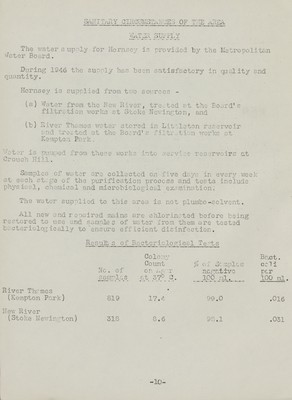 SANITARY CIRCUMSTANCES OF THE AREA
WATER SUPPLY
The water supply for Hornsey is provided by the Metropolitan
Water Board.
During 1946 the supply has been satisfactory in quality and
quantity.
Hornsey is supplied from two sources -
(a) Water from the New River, treated at the Board's
filtration works at Stoke Newington, and
(b) River Thames water stored in Littleton reservoir
and treated at the Board's filtration works at
Kempton Park.
Water is pumped from these works into service reservoirs at
Crouch Hill.
Samples of water are collected on five days in every week
at each stage of the purification process and tests include
physical, chemical and microbiological examination.
The water supplied to this area is not plumbo-solvent.
All new and repaired mains are chlorinated before being
restored to use and samples of water from them are tested
bacteriologically to ensure efficient disinfection.
Results of Bacteriological Tests
No. of samples
Colony Count on agar at 37° C.
% of Samples negative 100 ml.
Bact. coli per 100 ml.
River Thames
(Kempton Park) 619 17.4 99.0 .016
New River
(Stoke Newington) 515 8.6 .011
-10-